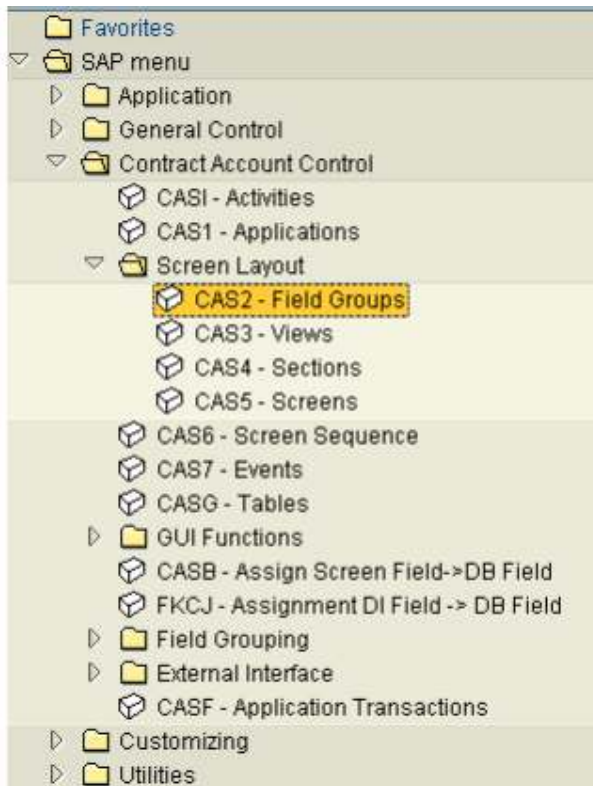 Favorites
SAP menu
Application
General Control
Contract Account Control
CASI - Activities
CAS1 - Applications
Screen Layout
CAS2 - Field Groups
CAS3 - Views
CAS4 - Sections
CAS5 - Screens
CAS6 - Screen Sequence
CAS7 - Events
CASG - Tables
GUI Functions
CASB - Assign Screen Field->DB Field
FKCJ - Assignment DI Field -> DB Field
Field Grouping
External Interface
CASF - Application Transactions
Customizing
Utilities